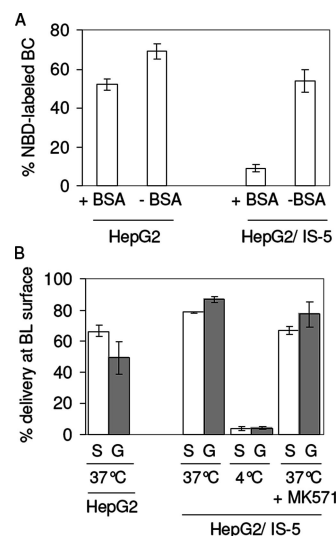 A
% NBD-labeled BC
80
60
40
20
0
+ BSA - BSA + BSA -BSA
HepG2 HepG2/ IS-5
B
% delivery at BL surface
100
80
60
40
20
0
S G S G S G S G
37°C 37°C 4°C 37°C
HepG2 + MK571
HepG2/ IS-5